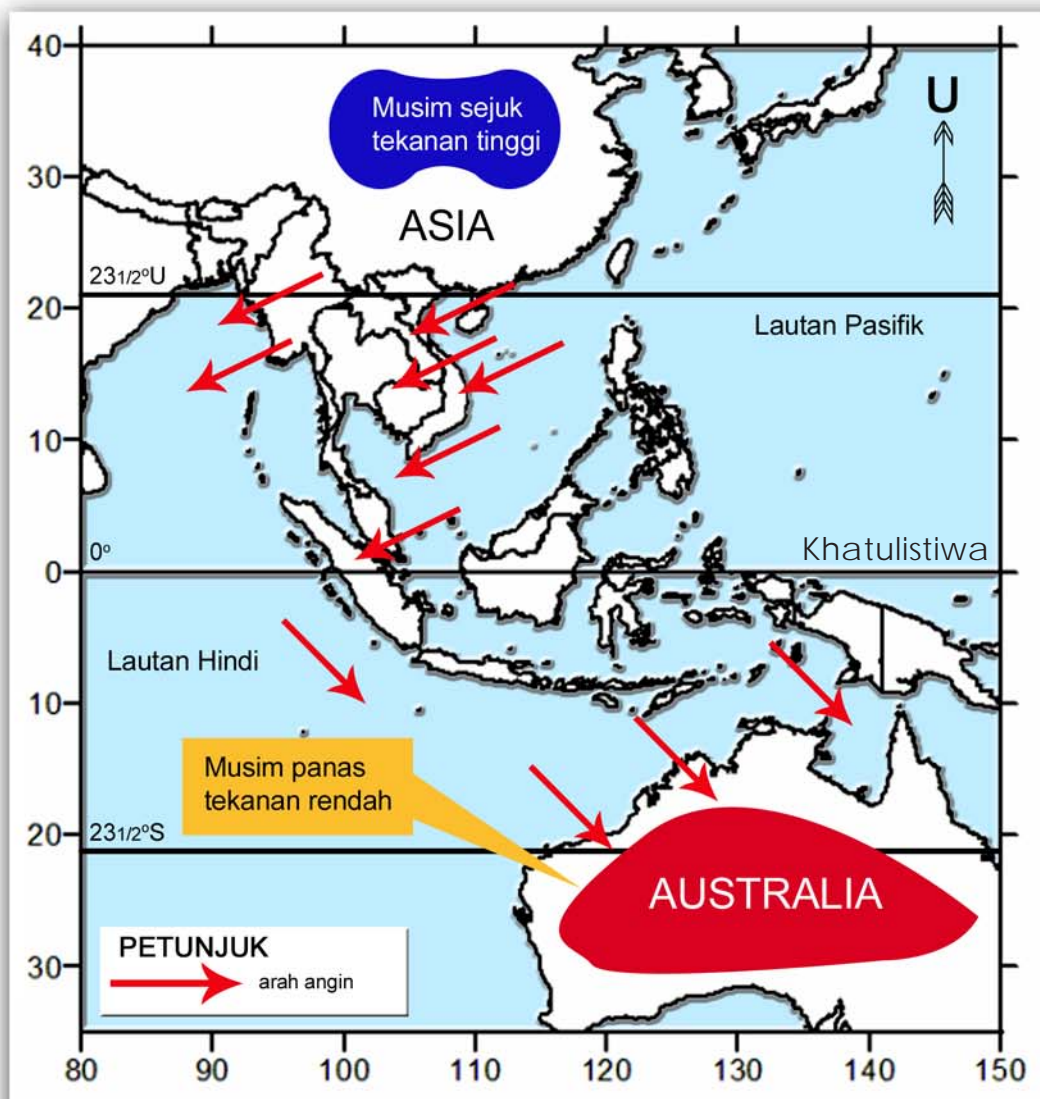 40
30
20
10
0
10
20
30
Musim sejuk
tekanan tinggi
U
ASIA
23 1/2°U
Lautan Pasifik
0°
Khatulistiwa
Lautan Hindi
Musim panas
tekanan rendah
23 1/2°S
AUSTRALIA
PETUNJUK
arah angin
80 90 100 110 120 130 140 150